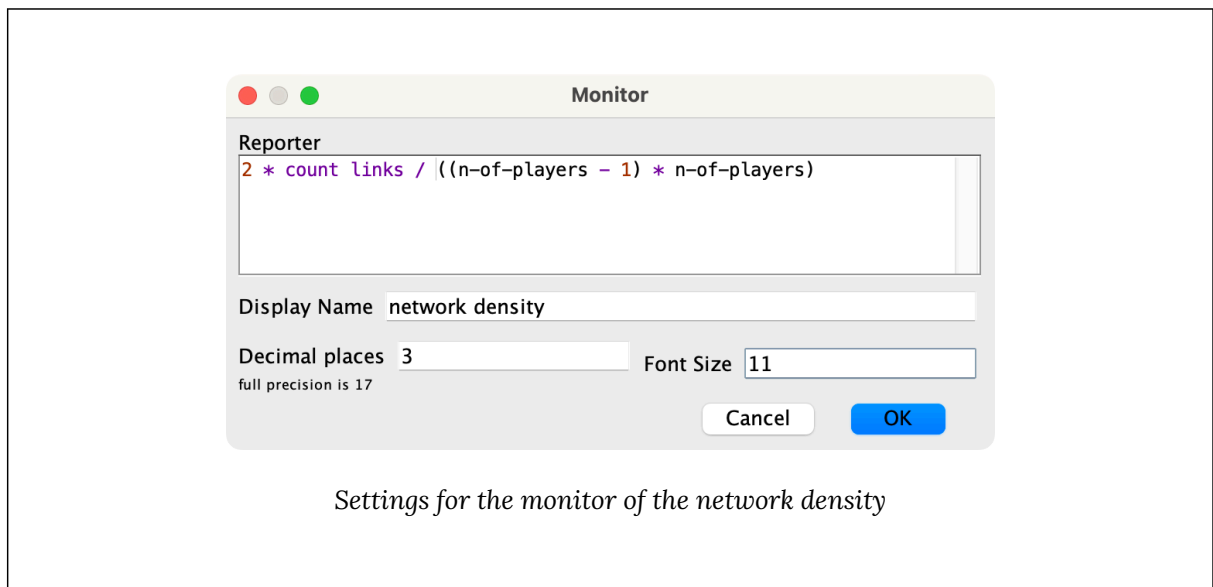 Monitor
Reporter
2 * count links / ((n-of-players - 1) * n-of-players)
Display Name network density
Decimal places 3
Font Size 11
full precision is 17
Cancel OK
Settings for the monitor of the network density